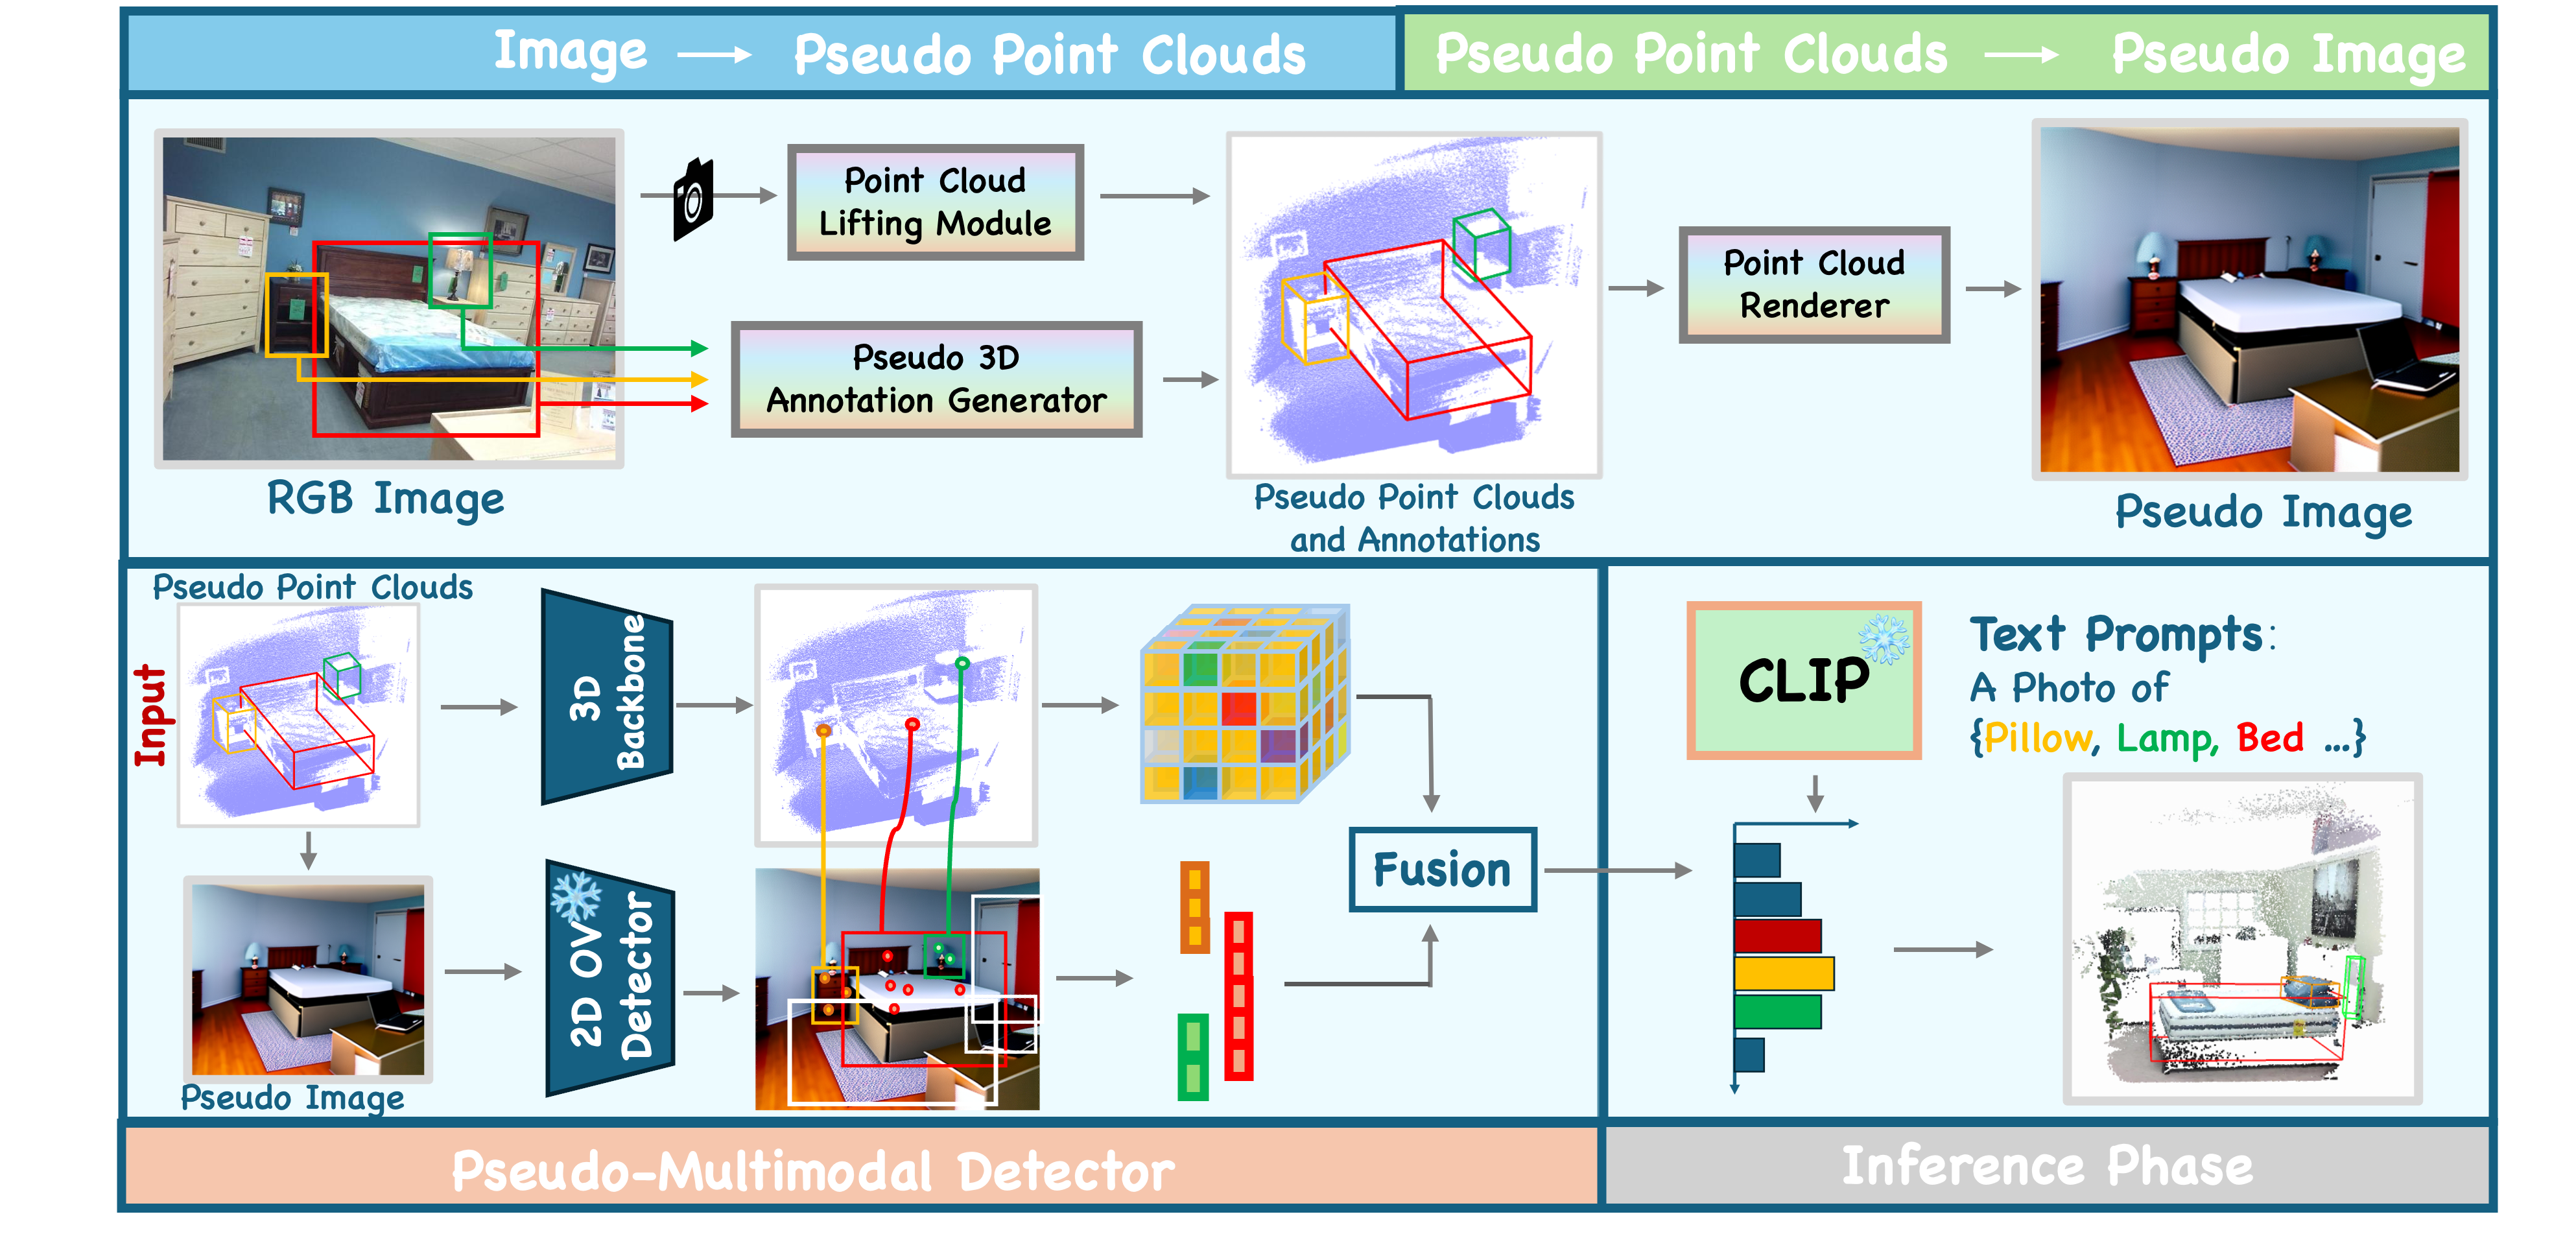 Image → Pseudo Point Clouds
Pseudo Point Clouds → Pseudo Image
Point Cloud
Lifting Module
Pseudo 3D
Annotation Generator
RGB Image
Pseudo Point Clouds
and Annotations
Point Cloud
Renderer
Pseudo Image
Pseudo Point Clouds
Input
3D
Backbone
Pseudo Image
2D OV
Detector
Fusion
CLIP
Text Prompts:
A Photo of
{Pillow, Lamp, Bed ...}
Pseudo-Multimodal Detector
Inference Phase